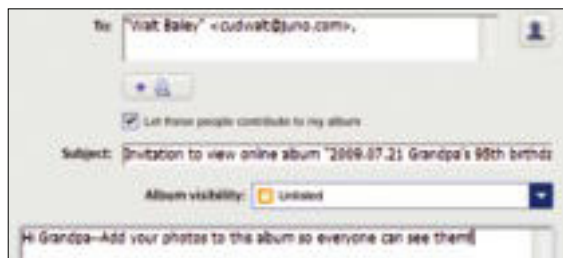 To: "Walt Bailey" <cudwalt@juno.com>,
Let these people contribute to my album
Subject: Invitation to view online album "2009.07.21 Grandpa's 95th birthda
Album visibility: Unlisted
Hi Grandpa--Add your photos to this album so everyone can see them!